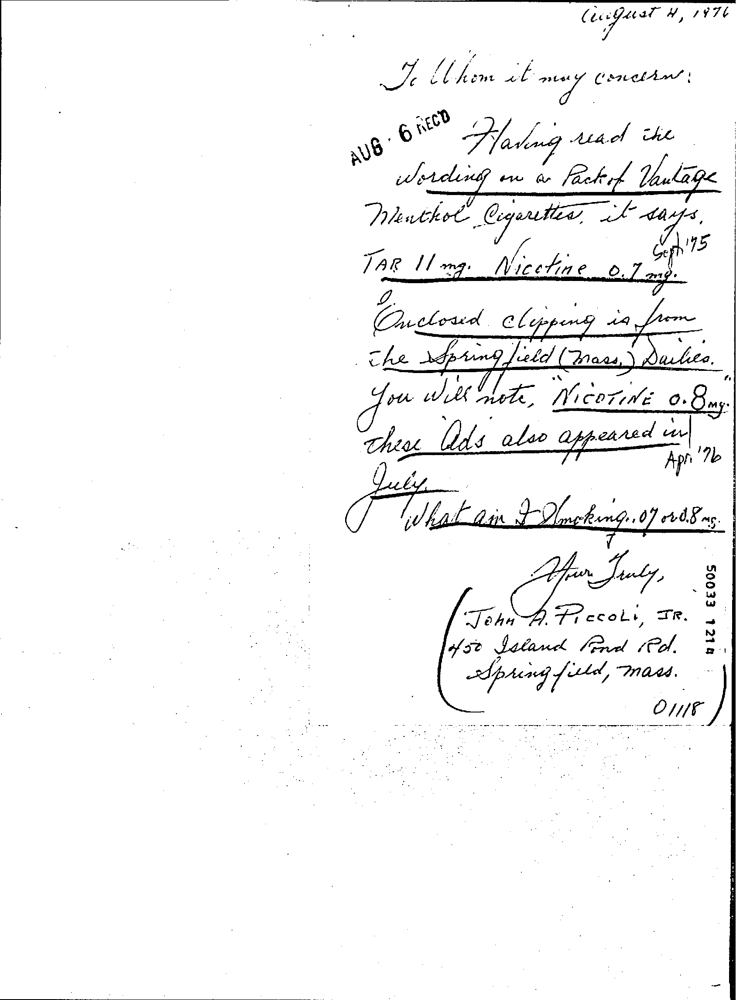 August 4, 1976
To Whom it may concern:
AUG - 6 REC'D
Having read the
wording on a Pack of Vantage
Menthol Cigarettes, it says,
Sept '75
TAR 11 mg. Nicotine 0.7 mg.
Enclosed clipping is from
the Springfield (Mass.) Dailies.
You will note, "NICOTINE 0.8 mg."
these Ads also appeared in
Apr. '76
July.
What am I Smoking, .07 or 0.8 mg.
?
Your Truly,
(JOHN A. PICCOLI, JR.
450 Island Pond Rd.
Springfield, Mass.
01118)
50033 1214